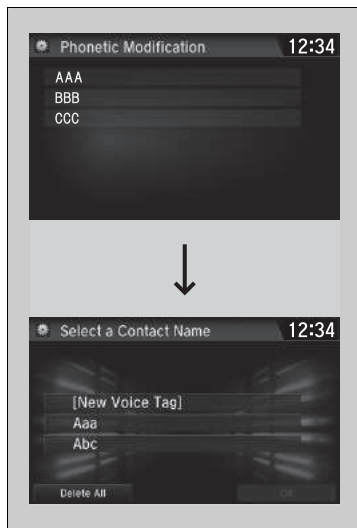 Phonetic Modification 12:34
AAA
BBB
CCC
Select a Contact Name 12:34
[New Voice Tag]
Aaa
Abc
Delete All OK